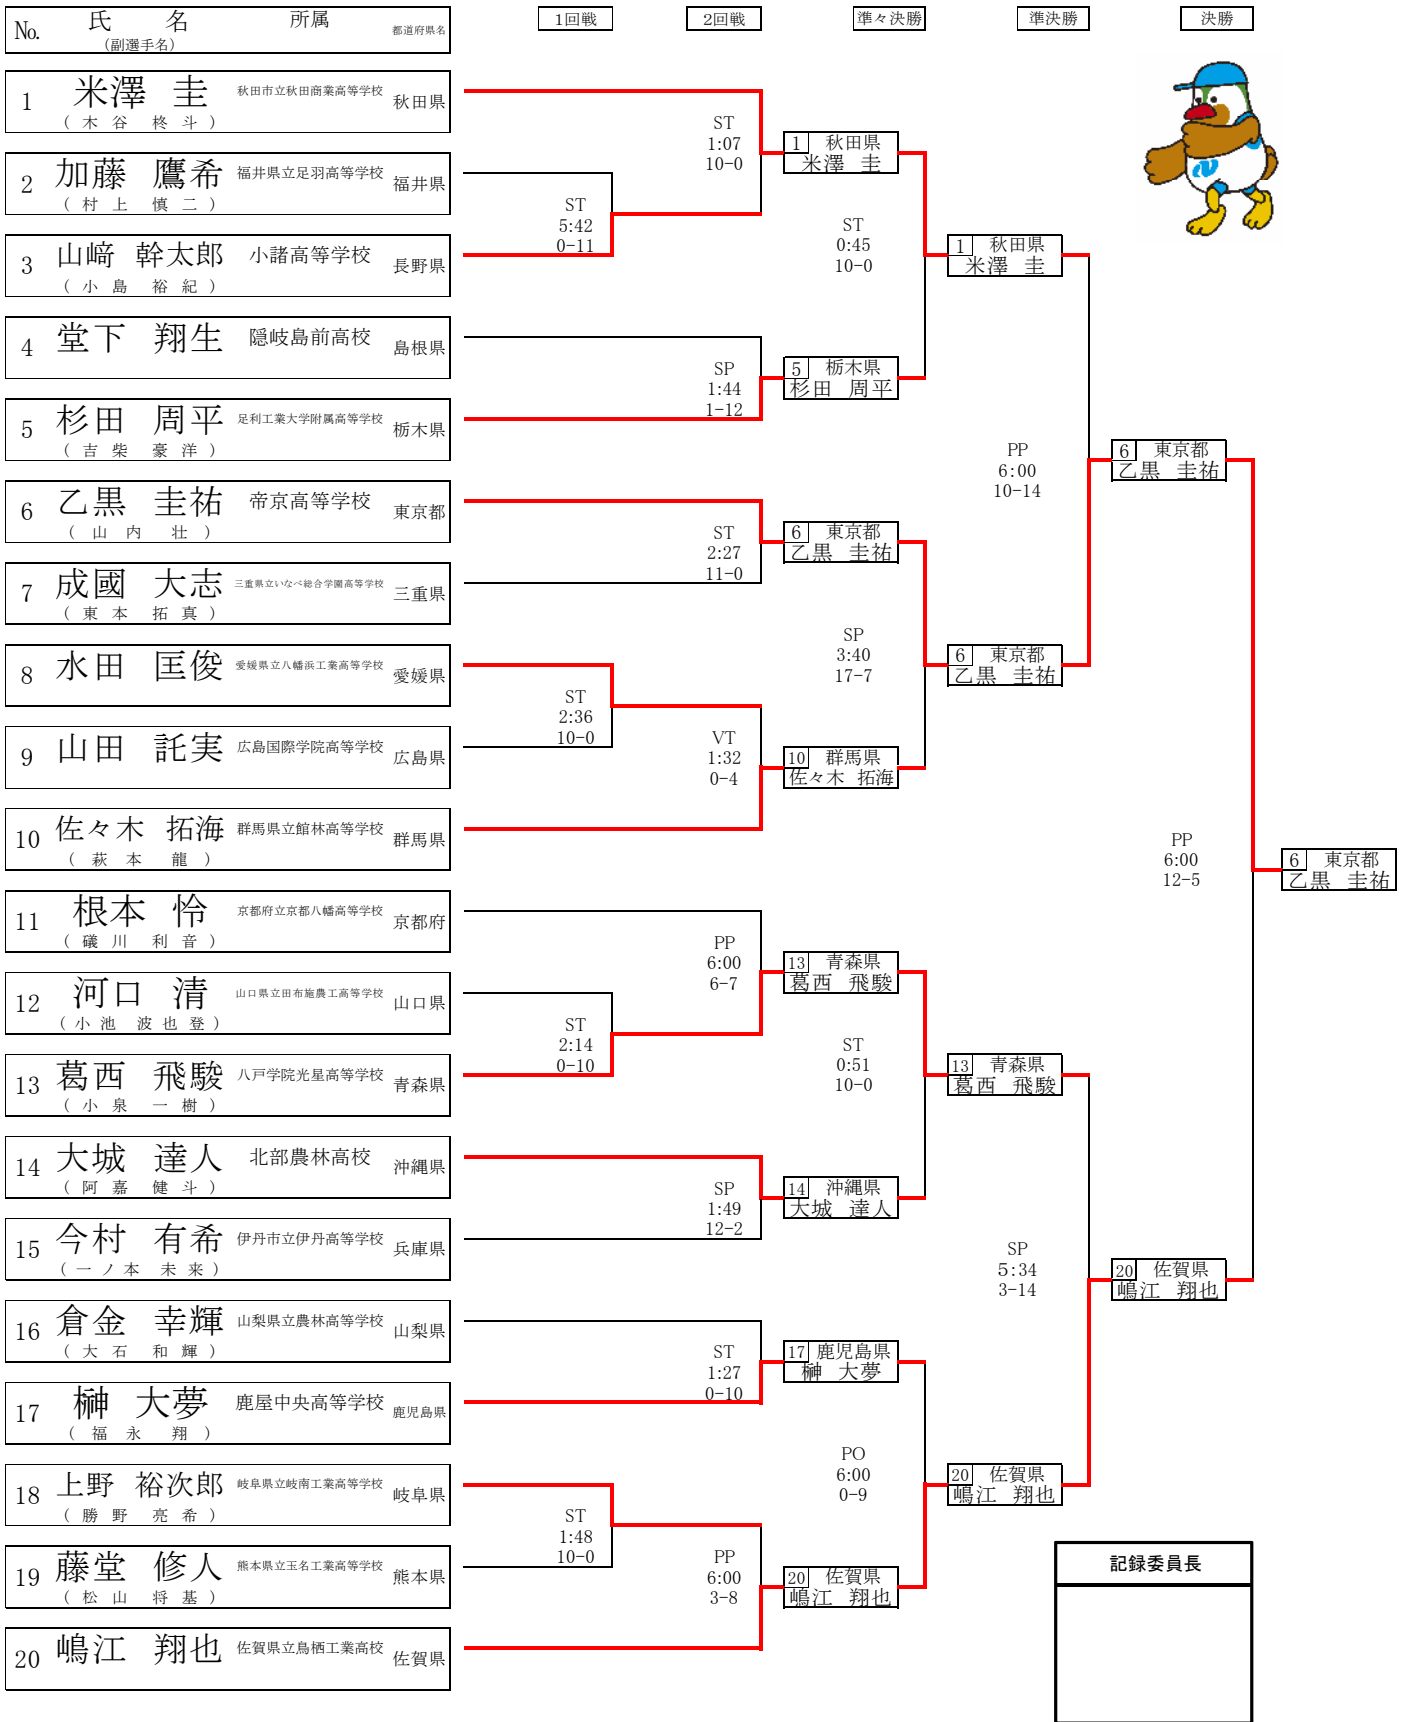 No. 氏 名 所属 都道府県名
(副選手名)
1回戦 2回戦 準々決勝 準決勝 決勝
1 米澤 圭 秋田市立秋田商業高等学校 秋田県
( 木谷 柊斗 )
2 加藤 鷹希 福井県立足羽高等学校 福井県
( 村上 慎二 )
3 山﨑 幹太郎 小諸高等学校 長野県
( 小島 裕紀 )
4 堂下 翔生 隠岐島前高校 島根県
5 杉田 周平 足利工業大学附属高等学校 栃木県
( 吉柴 豪洋 )
6 乙黒 圭祐 帝京高等学校 東京都
( 山内 壮 )
7 成國 大志 三重県立いなべ総合学園高等学校 三重県
( 東本 拓真 )
8 水田 匡俊 愛媛県立八幡浜工業高等学校 愛媛県
9 山田 託実 広島国際学院高等学校 広島県
10 佐々木 拓海 群馬県立館林高等学校 群馬県
( 萩本 龍 )
11 根本 怜 京都府立京都八幡高等学校 京都府
( 礒川 利音 )
12 河口 清 山口県立田布施農工高等学校 山口県
( 小池 波也登 )
13 葛西 飛駿 八戸学院光星高等学校 青森県
( 小泉 一樹 )
14 大城 達人 北部農林高校 沖縄県
( 阿嘉 健斗 )
15 今村 有希 伊丹市立伊丹高等学校 兵庫県
( 一ノ本 未来 )
16 倉金 幸輝 山梨県立農林高等学校 山梨県
( 大石 和輝 )
17 榊 大夢 鹿屋中央高等学校 鹿児島県
( 福永 翔 )
18 上野 裕次郎 岐阜県立岐南工業高等学校 岐阜県
( 勝野 亮希 )
19 藤堂 修人 熊本県立玉名工業高等学校 熊本県
( 松山 将基 )
20 嶋江 翔也 佐賀県立鳥栖工業高校 佐賀県
ST
5:42
0-11
ST
2:36
10-0
ST
2:14
0-10
ST
1:48
10-0
ST
1:07
10-0
SP
1:44
1-12
ST
2:27
11-0
VT
1:32
0-4
PP
6:00
6-7
SP
1:49
12-2
ST
1:27
0-10
PP
6:00
3-8
1 秋田県
米澤 圭
5 栃木県
杉田 周平
6 東京都
乙黒 圭祐
10 群馬県
佐々木 拓海
13 青森県
葛西 飛駿
14 沖縄県
大城 達人
17 鹿児島県
榊 大夢
20 佐賀県
嶋江 翔也
ST
0:45
10-0
SP
3:40
17-7
ST
0:51
10-0
PO
6:00
0-9
1 秋田県
米澤 圭
6 東京都
乙黒 圭祐
13 青森県
葛西 飛駿
20 佐賀県
嶋江 翔也
PP
6:00
10-14
SP
5:34
3-14
6 東京都
乙黒 圭祐
20 佐賀県
嶋江 翔也
PP
6:00
12-5
6 東京都
乙黒 圭祐
記録委員長